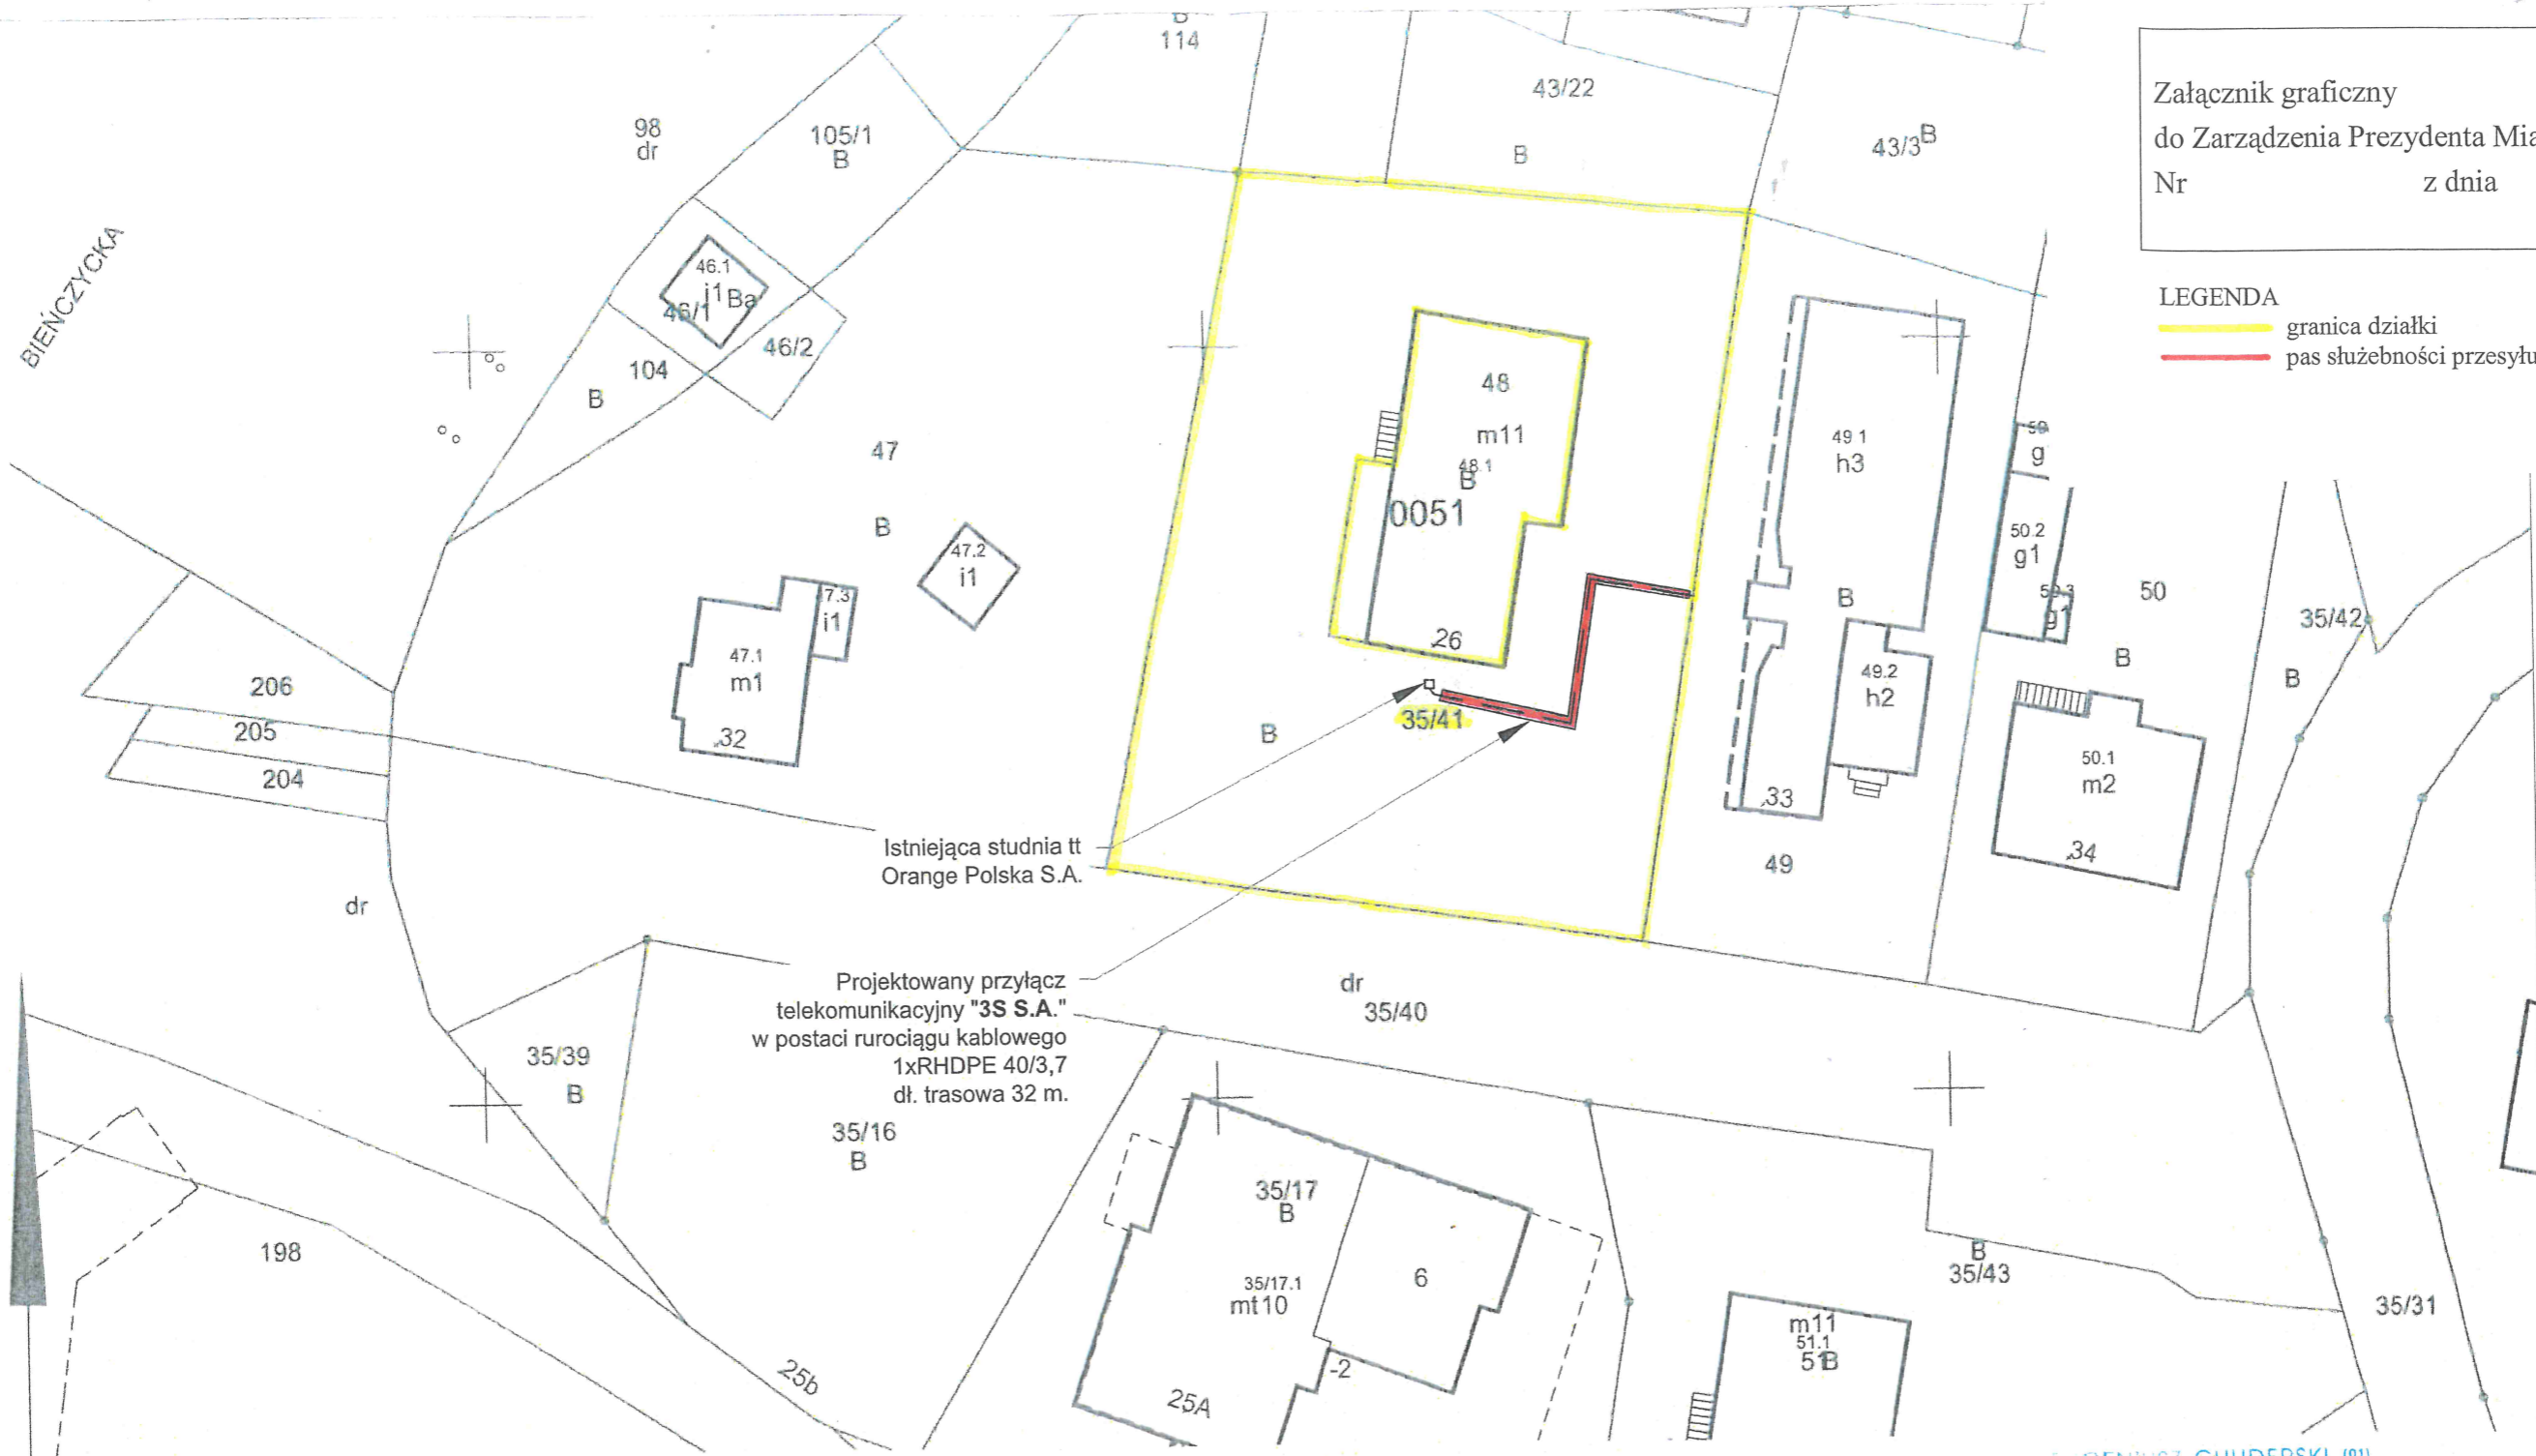 114
43/22
98
dr
105/1
B
B
43/3 B
Załącznik graficzny
do Zarządzenia Prezydenta
Nr z dnia
LEGENDA
granica działki
pas służebności przesyłu
BIEŃCZYCKA
46.1
i1 Ba
46/1
46/2
104
B
47
B
48
m11
48.1
B
0051
49 1
h3
g
50.2
g1
g1
50
35/42
B
B
B
47.2
i1
i1
47.1
m1
32
26
35/41
B
49.2
h2
50.1
m2
34
33
49
206
205
204
dr
Istniejąca studnia tt
Orange Polska S.A.
Projektowany przyłącz
telekomunikacyjny "3S S.A."
w postaci rurociągu kablowego
1xRHDPE 40/3,7
dł. trasowa 32 m.
dr
35/40
35/39
B
35/16
B
35/17
B
35/17.1
mt10
6
-2
25A
25b
198
B
35/43
35/31
m11
51.1
51 B
CHUDERSKI